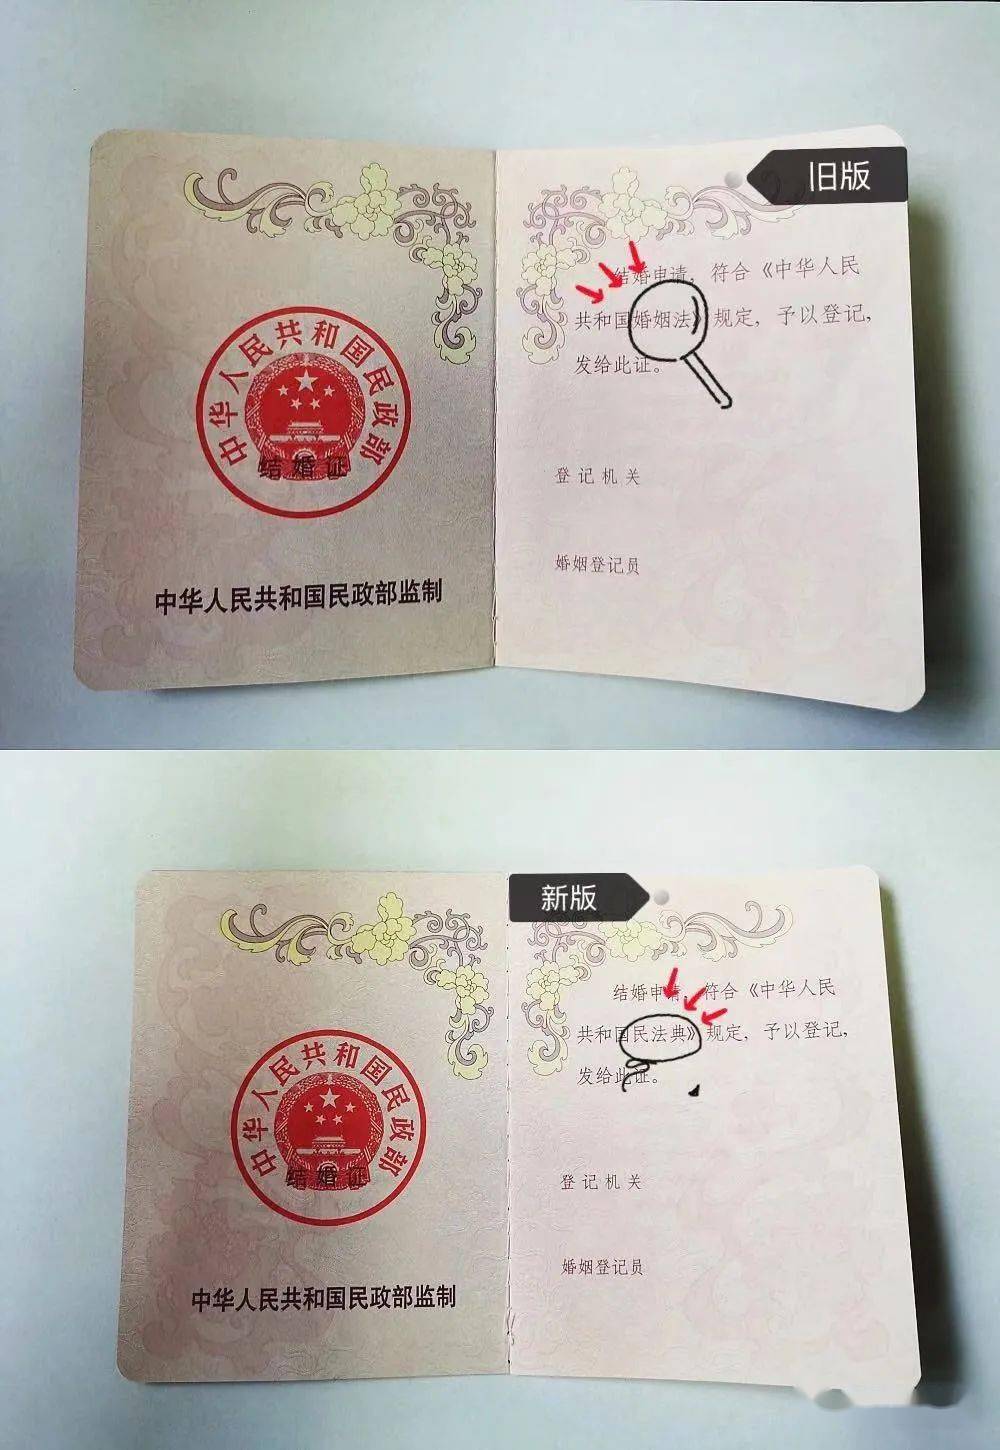 旧版
中华人民共和国民政部
结婚证
中华人民共和国民政部监制
结婚申请，符合《中华人民
共和国婚姻法》规定，予以登记，
发给此证。
登记机关
婚姻登记员
新版
中华人民共和国民政部
结婚证
中华人民共和国民政部监制
结婚申请，符合《中华人民
共和国民法典》规定，予以登记，
发给此证。
登记机关
婚姻登记员